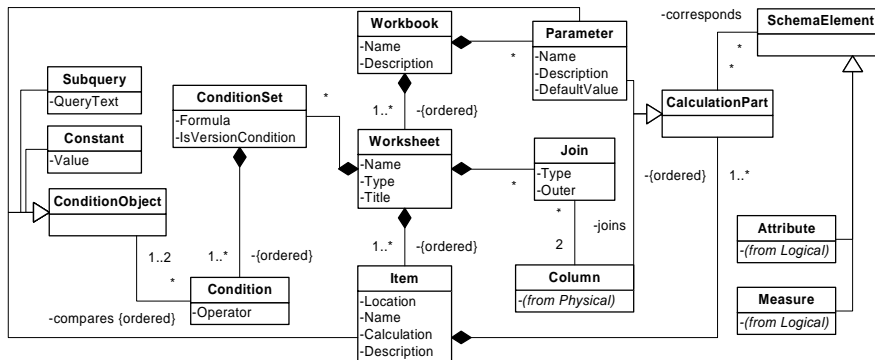 Workbook
-Name
-Description
Parameter
-Name
-Description
-DefaultValue
*
-corresponds
SchemaElement
*
*
Subquery
-QueryText
Constant
-Value
ConditionSet
-Formula
-IsVersionCondition
*
1..*
-{ordered}
Worksheet
-Name
-Type
-Title
Join
-Type
-Outer
*
CalculationPart
-{ordered}
1..*
ConditionObject
1..2
*
1..*
-{ordered}
1..*
-{ordered}
*
2
-joins
Column
-(from Physical)
Attribute
-(from Logical)
Measure
-(from Logical)
Condition
-Operator
-compares {ordered}
Item
-Location
-Name
-Calculation
-Description